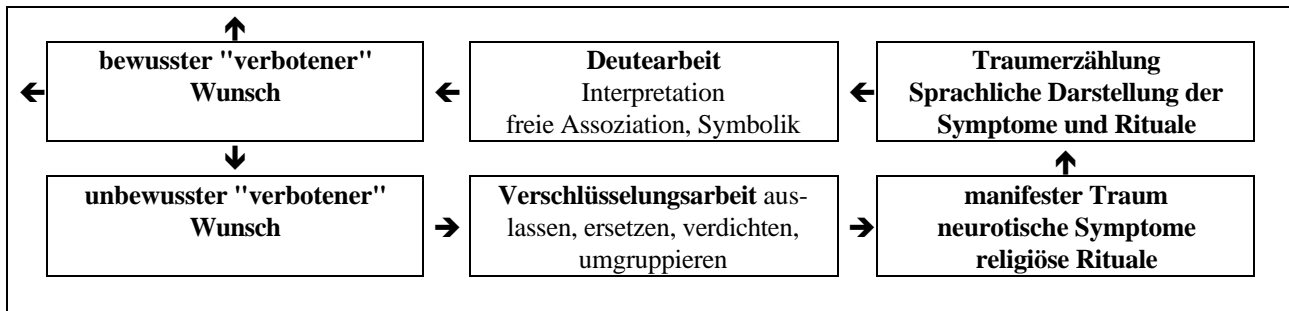 bewusster "verbotener"
Wunsch
Deutearbeit
Interpretation
freie Assoziation, Symbolik
Traumerzählung
Sprachliche Darstellung der
Symptome und Rituale
unbewusster "verbotener"
Wunsch
Verschlüsselungsarbeit aus-
lassen, ersetzen, verdichten,
umgruppieren
manifester Traum
neurotische Symptome
religiöse Rituale